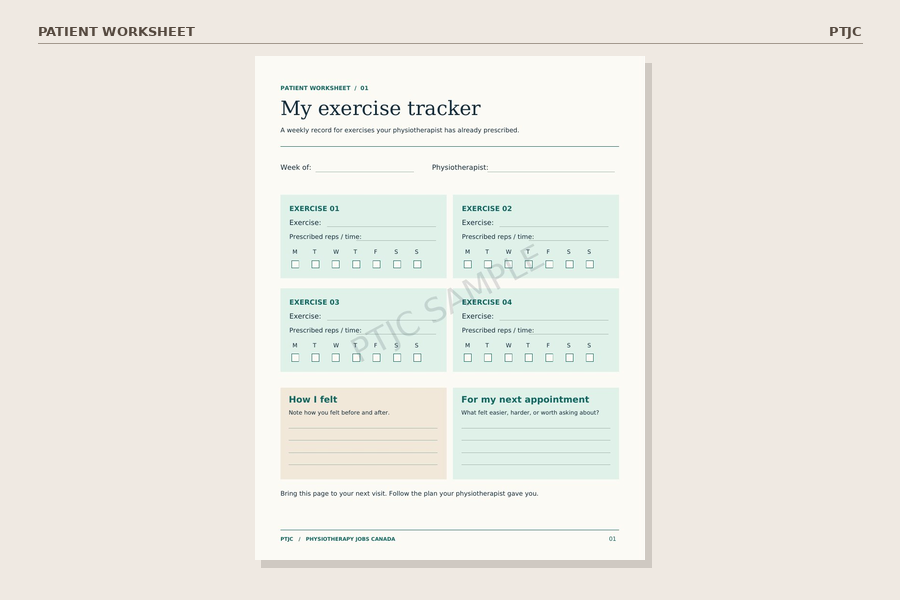 PATIENT WORKSHEET
PTJC
PATIENT WORKSHEET / 01
My exercise tracker
A weekly record for exercises your physiotherapist has already prescribed.
Week of:
Physiotherapist:
EXERCISE 01
Exercise:
Prescribed reps / time:
M T W T F S S
EXERCISE 02
Exercise:
Prescribed reps / time:
M T W T F S S
EXERCISE 03
Exercise:
Prescribed reps / time:
M T W T F S S
EXERCISE 04
Exercise:
Prescribed reps / time:
M T W T F S S
PTJC SAMPLE
How I felt
Note how you felt before and after.
For my next appointment
What felt easier, harder, or worth asking about?
Bring this page to your next visit. Follow the plan your physiotherapist gave you.
PTJC / PHYSIOTHERAPY JOBS CANADA
01